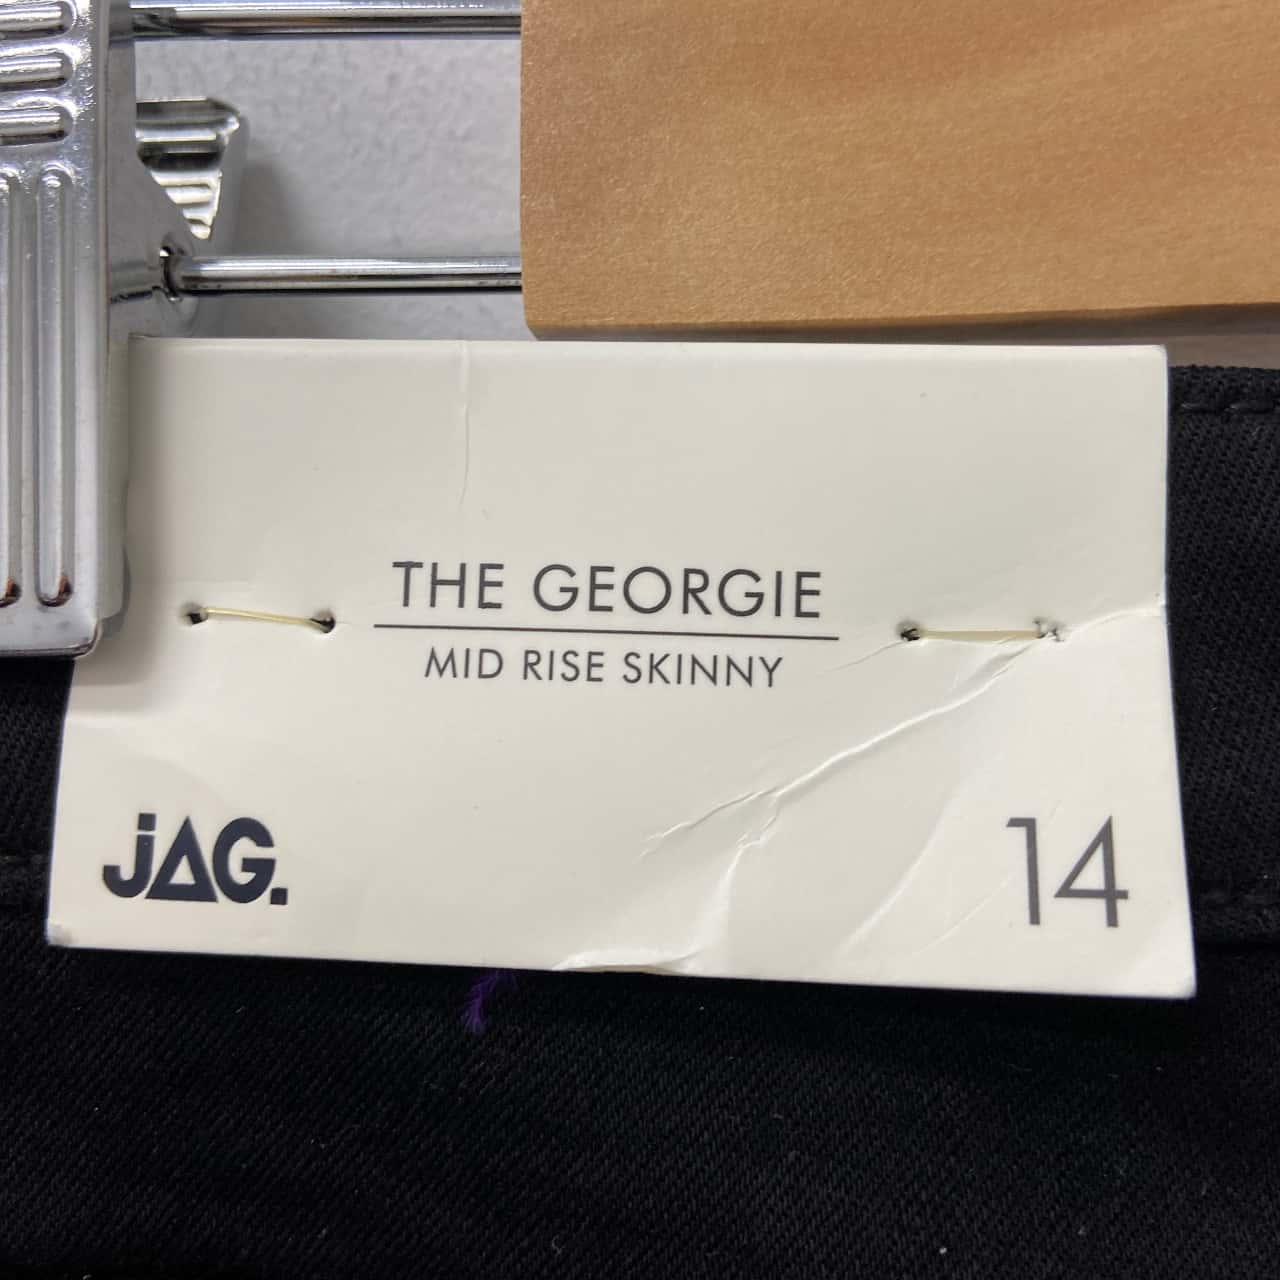 THE GEORGIE
MID RISE SKINNY
jAG.
14